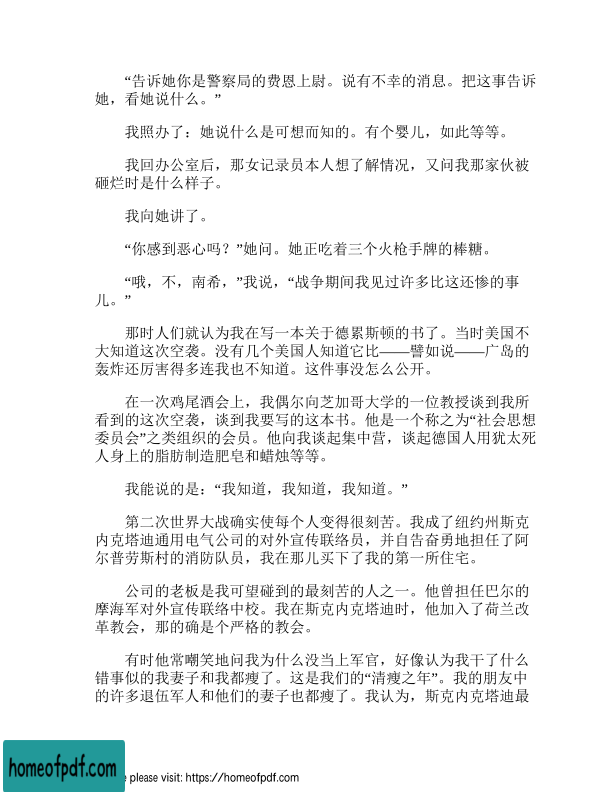 “告诉她你是警察局的费恩上尉。说有不幸的消息。把这事告诉
她，看她说什么。”
我照办了：她说什么是可想而知的。有个婴儿，如此等等。
我回办公室后，那女记录员本人想了解情况，又问我那家伙被
砸烂时是什么样子。
我向她讲了。
“你感到恶心吗？”她问。她正吃着三个火枪手牌的棒糖。
“哦，不，南希，”我说，“战争期间我见过许多比这还惨的事
儿。”
那时人们就认为我在写一本关于德累斯顿的书了。当时美国不
大知道这次空袭。没有几个美国人知道它比——譬如说——广岛的
轰炸还厉害得多连我也不知道。这件事没怎么公开。
在一次鸡尾酒会上，我偶尔向芝加哥大学的一位教授谈到我所
看到的这次空袭，谈到我要写的这本书。他是一个称之为“社会思想
委员会”之类组织的会员。他向我谈起集中营，谈起德国人用犹太死
人身上的脂肪制造肥皂和蜡烛等等。
我能说的是：“我知道，我知道，我知道。”
第二次世界大战确实使每个人变得很刻苦。我成了纽约州斯克
内克塔迪通用电气公司的对外宣传联络员，并自告奋勇地担任了阿
尔普劳斯村的消防队员，我在那儿买下了我的第一所住宅。
公司的老板是我可望碰到的最刻苦的人之一。他曾担任巴尔的
摩海军对外宣传联络中校。我在斯克内克塔迪时，他加入了荷兰改
革教会，那的确是个严格的教会。
有时他常嘲笑地问我为什么没当上军官，好像认为我干了什么
错事似的我妻子和我都瘦了。这是我们的“清瘦之年”。我的朋友中
的许多退伍军人和他们的妻子也都瘦了。我认为，斯克内克塔迪最
homeofpdf.com
e please visit: https://homeofpdf.com